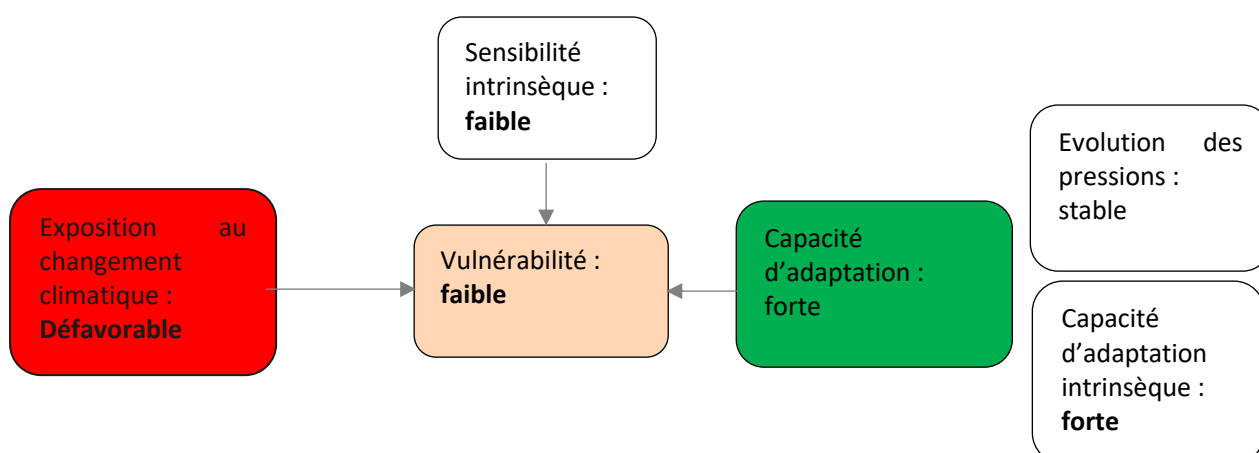 Sensibilité
intrinsèque :
faible
Exposition au
changement
climatique :
Défavorable
Vulnérabilité :
faible
Capacité
d’adaptation :
forte
Evolution des
pressions :
stable
Capacité
d’adaptation
intrinsèque :
forte